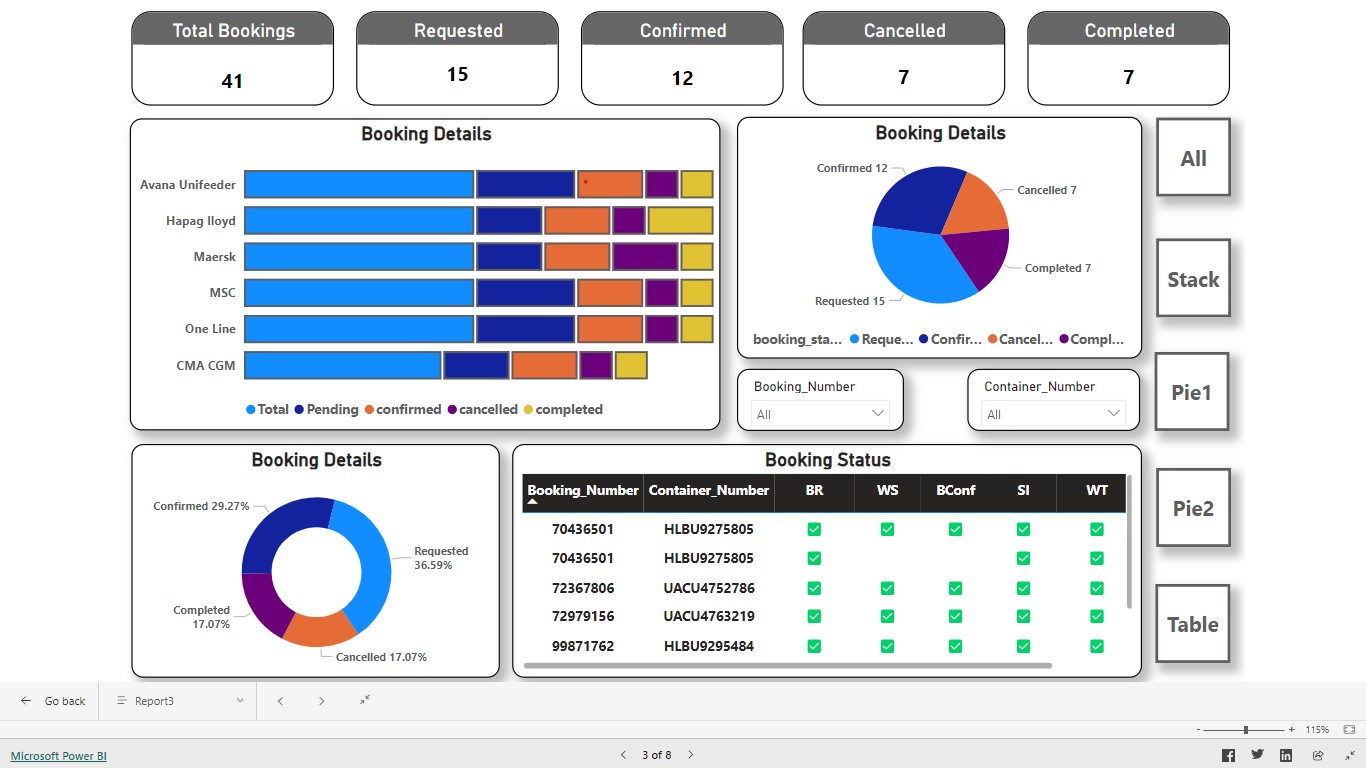 Total Bookings
41
Requested
15
Confirmed
12
Cancelled
7
Completed
7
Booking Details
Avana Unifeeder
Hapag lloyd
Maersk
MSC
One Line
CMA CGM
Total Pending confirmed cancelled completed
Booking Details
Confirmed 12
Cancelled 7
Completed 7
Requested 15
booking_sta... Reque... Confir... Cancel... Compl...
All
Stack
Pie1
Pie2
Table
Booking_Number
All
Container_Number
All
Booking Details
Confirmed 29.27%
Requested
36.59%
Completed
17.07%
Cancelled 17.07%
Booking Status
Booking_Number Container_Number BR WS BConf SI WT
70436501 HLBU9275805
70436501 HLBU9275805
72367806 UACU4752786
72979156 UACU4763219
99871762 HLBU9295484
Go back
Report3
- + 115%
Microsoft Power BI
3 of 8